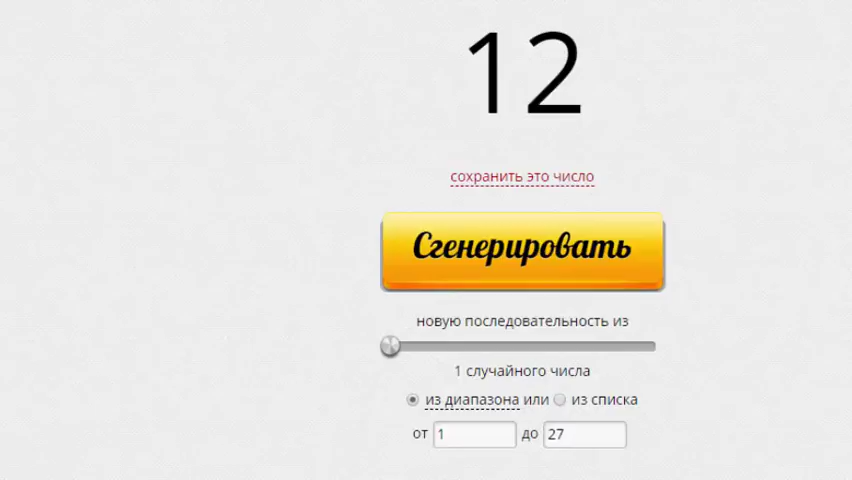 12
сохранить это число
Сгенерировать
новую последовательность из
1 случайного числа
из диапазона или из списка
от 1 до 27